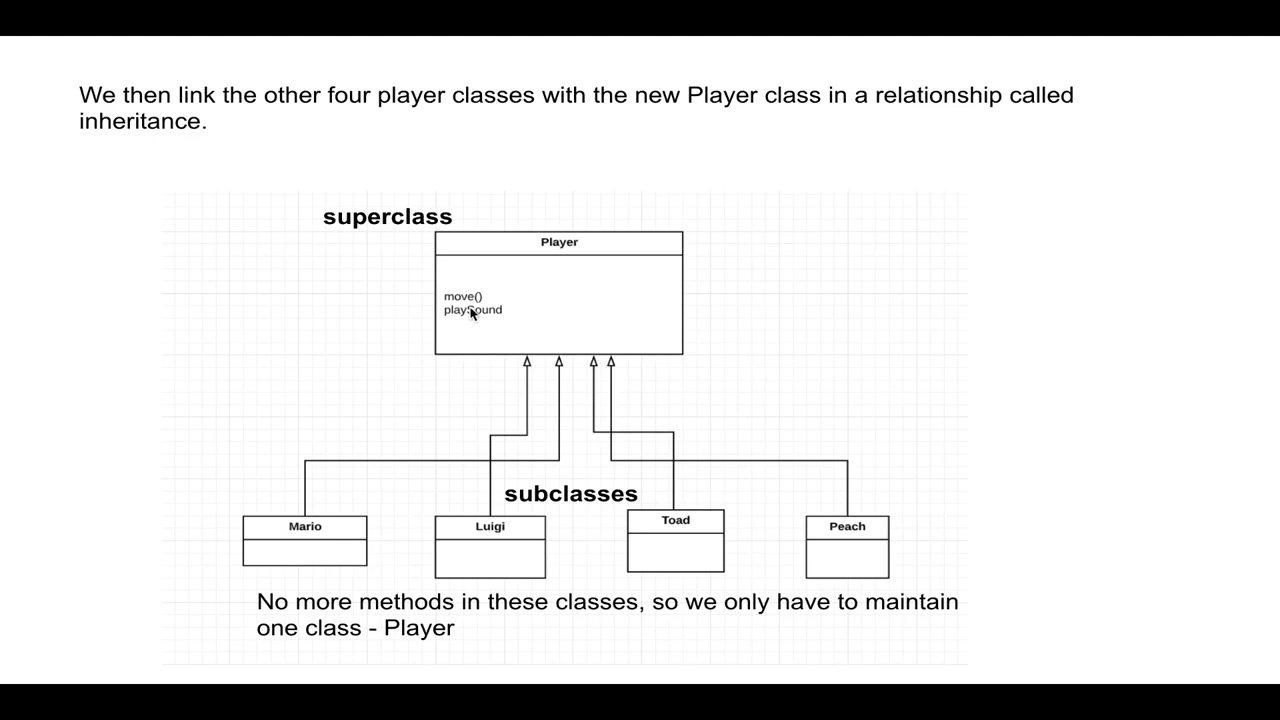 We then link the other four player classes with the new Player class in a relationship called
inheritance.
superclass
Player
move()
playSound
subclasses
Mario
Luigi
Toad
Peach
No more methods in these classes, so we only have to maintain
one class - Player